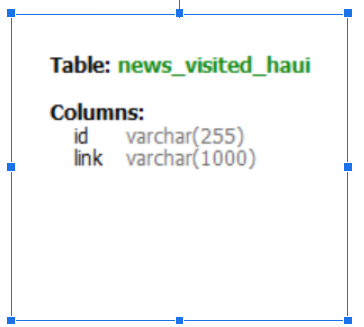 Table: news_visited_haui
Columns:
id varchar(255)
link varchar(1000)